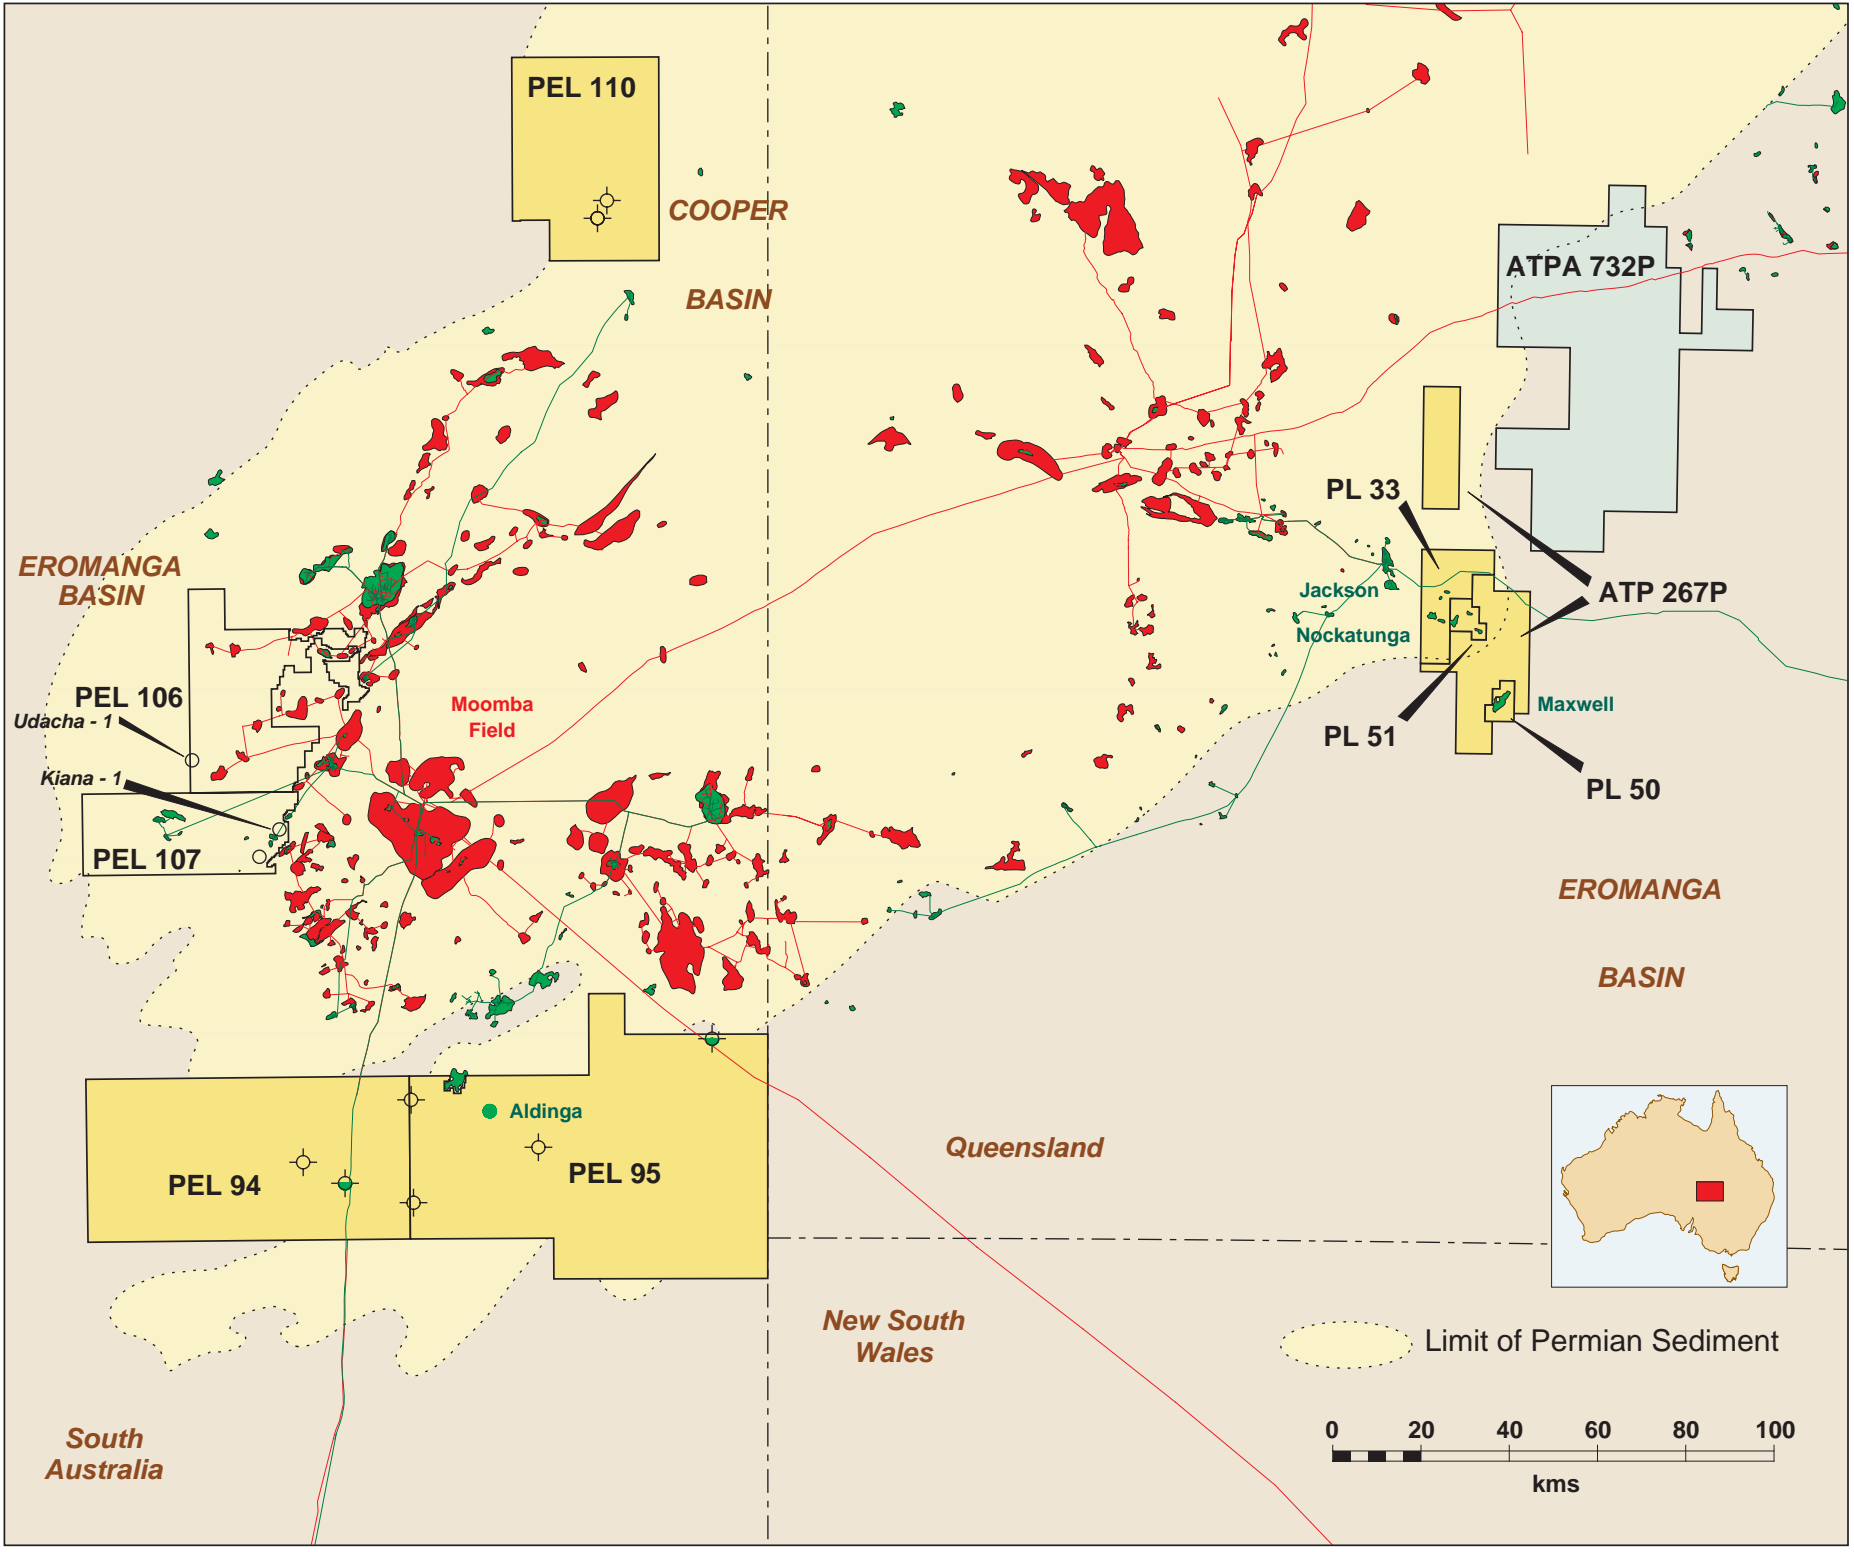 PEL 110
COOPER
BASIN
ATPA 732P
PL 33
EROMANGA
BASIN
Jackson
ATP 267P
Nockatunga
PEL 106
Udacha - 1
Moomba
Field
Maxwell
PL 51
Kiana - 1
PL 50
PEL 107
EROMANGA
BASIN
Aldinga
Queensland
PEL 94
PEL 95
New South
Wales
Limit of Permian Sediment
South
Australia
0 20 40 60 80 100
kms